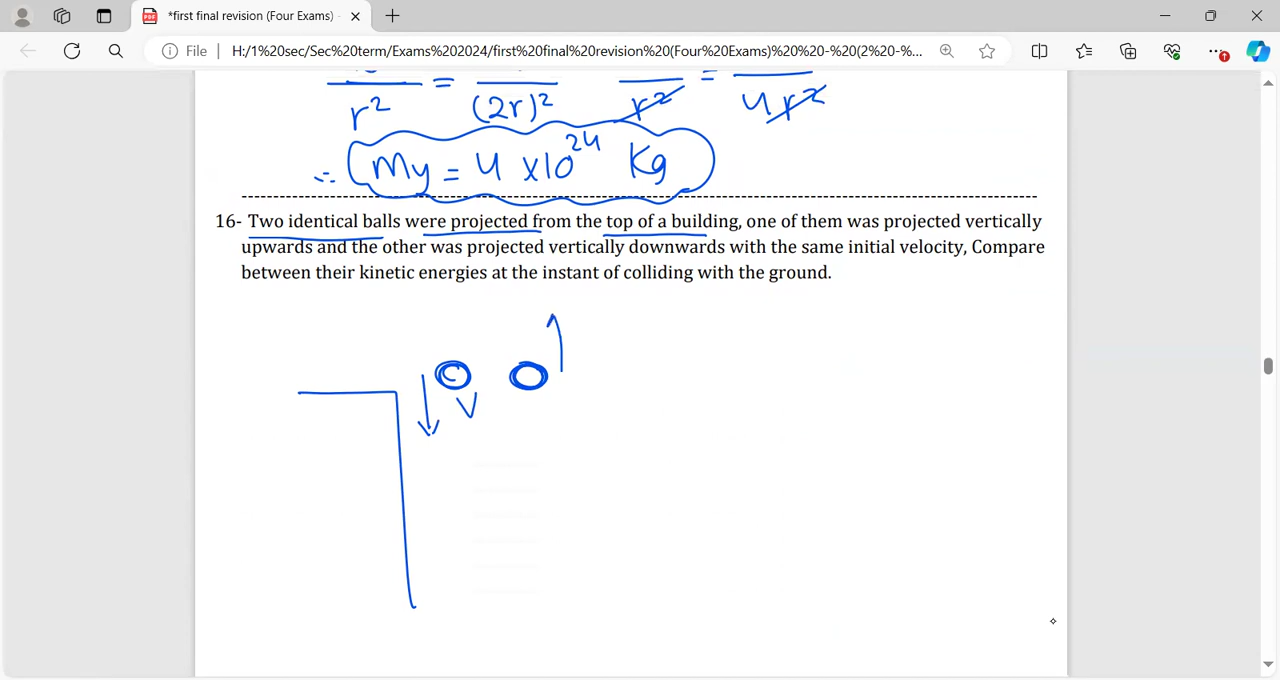 *first final revision (Four Exams) -
File
H:/1%20sec/Sec%20term/Exams%202024/first%20final%20revision%20(Four%20Exams)%20%20-%20(2%20-%...
r² = (2r)² r² = 4r²
∴ My = 4 ×10²⁴ Kg
16- Two identical balls were projected from the top of a building, one of them was projected vertically
upwards and the other was projected vertically downwards with the same initial velocity, Compare
between their kinetic energies at the instant of colliding with the ground.
V